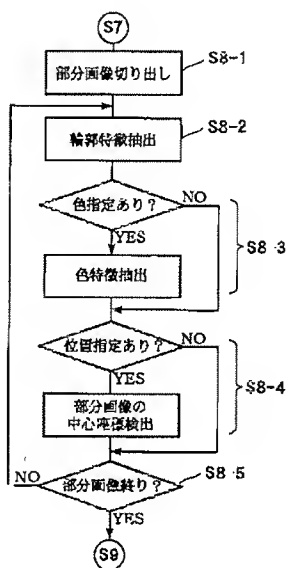 S7
部分画像切り出し
S8-1
輪郭特徴抽出
S8-2
色指定あり？
NO
YES
S8-3
色特徴抽出
位置指定あり？
NO
YES
S8-4
部分画像の
中心座標検出
NO
部分画像終り？
S8-5
YES
S9